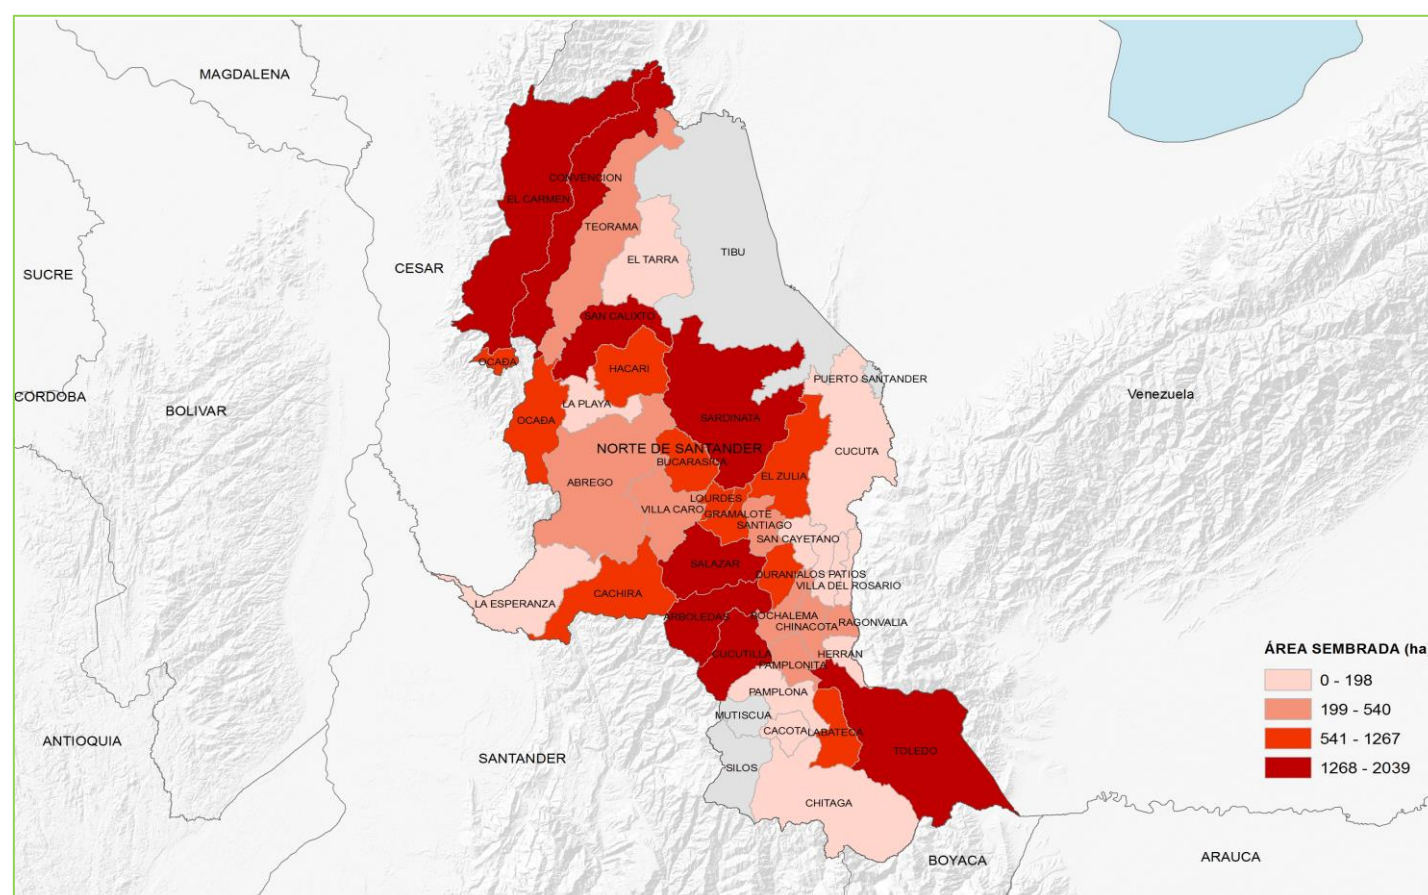 MAGDALENA
CONVENCION
EL CARMEN
TEORAMA
TIBU
EL TARRA
CESAR
SUCRE
SAN CALIXTO
OCAÐA
HACARI
PUERTO SANTANDER
CÓRDOBA
Venezuela
LA PLAYA
BOLIVAR
OCAÐA
SARDINATA
NORTE DE SANTANDER
CUCUTA
BUCARASICA
EL ZULIA
ABREGO
LOURDES
VILLA CARO
GRAMALOTE
SANTIAGO
SAN CAYETANO
SALAZAR
DURANIA
LOS PATIOS
VILLA DEL ROSARIO
CACHIRA
LA ESPERANZA
ARBOLEDAS
BOCHALEMA
CHINACOTA
RAGONVALIA
CUCUTILLA
HERRAN
PAMPLONITA
ÁREA SEMBRADA (ha
0 - 198
199 - 540
541 - 1267
1268 - 2039
PAMPLONA
MUTISCUA
CACOTA
LABATECA
ANTIOQUIA
TOLEDO
SANTANDER
SILOS
CHITAGA
BOYACA
ARAUCA